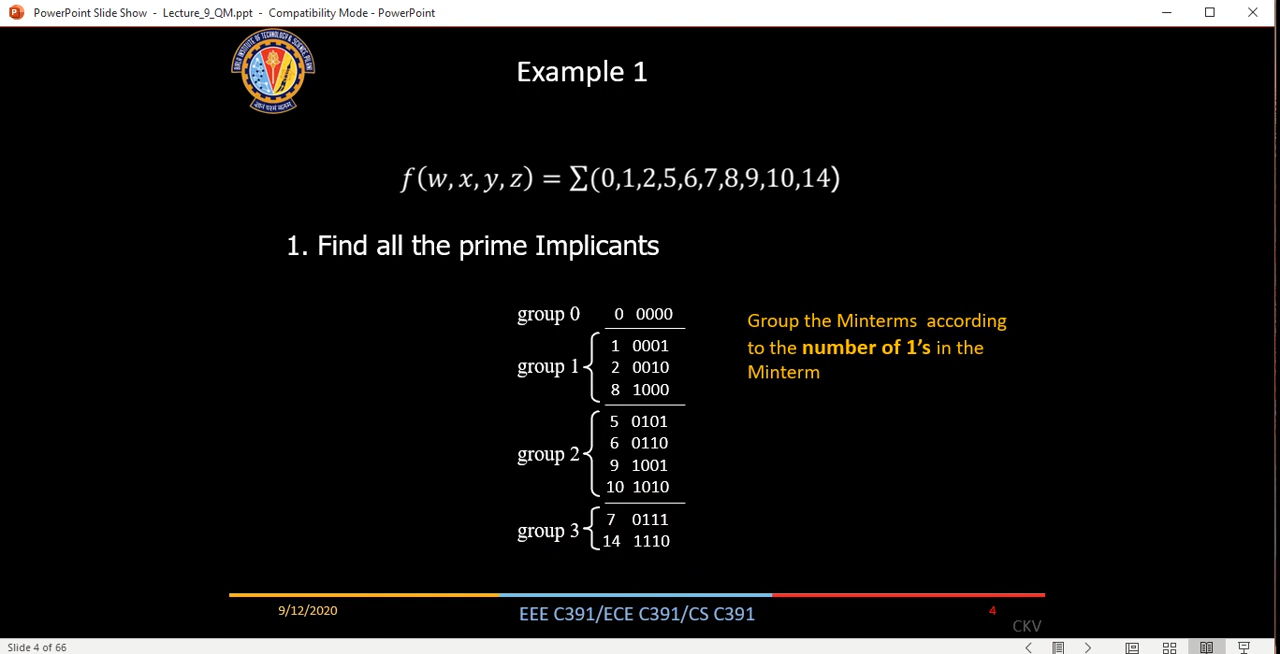 PowerPoint Slide Show - Lecture_9_QM.ppt - Compatibility Mode - PowerPoint
Example 1
f(w,x,y,z) = ∑(0,1,2,5,6,7,8,9,10,14)
1. Find all the prime Implicants
group 0 0 0000
1 0001
group 1 2 0010
8 1000
5 0101
6 0110
group 2 9 1001
10 1010
group 3 7 0111
14 1110
Group the Minterms according
to the number of 1’s in the
Minterm
9/12/2020
EEE C391/ECE C391/CS C391
4
CKV
Slide 4 of 66